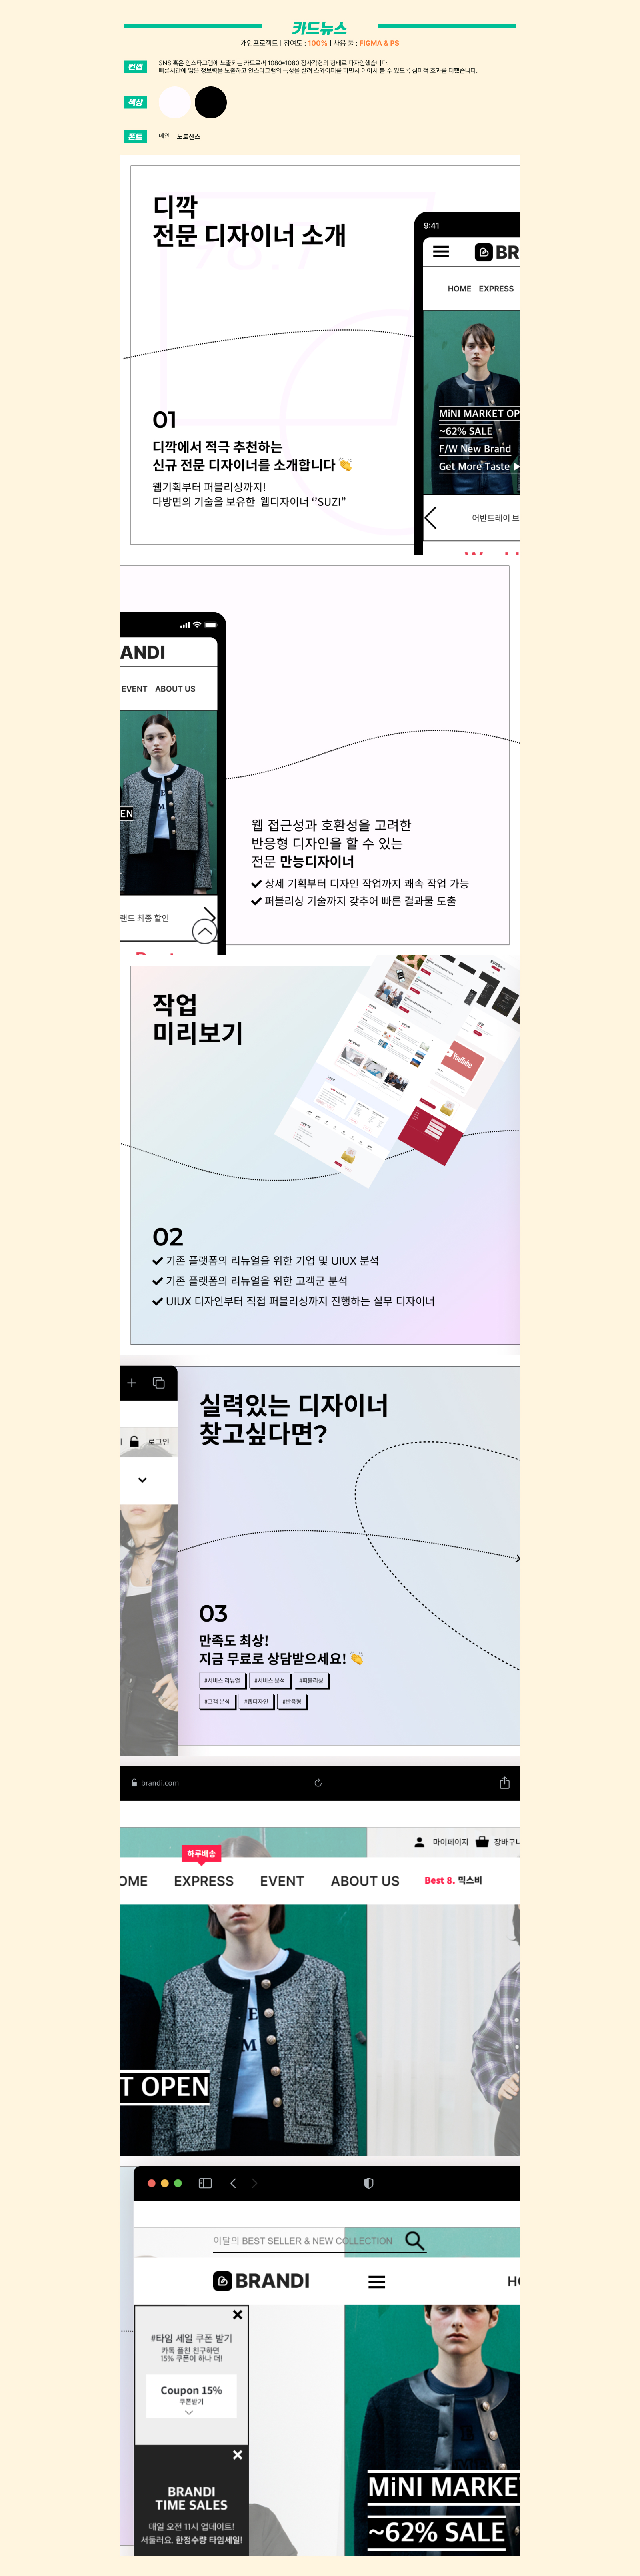 카드뉴스
개인프로젝트 | 참여도 : 100% | 사용 툴 : FIGMA & PS
컨셉
SNS 혹은 인스타그램에 노출되는 카드로써 1080*1080 정사각형의 형태로 디자인했습니다.
빠른시간에 많은 정보력을 노출하고 인스타그램의 특성을 살려 스와이퍼를 하면서 이어서 볼 수 있도록 심미적 효과를 더했습니다.
색상
폰트
메인- 노토산스
디깍
전문 디자이너 소개
9:41
BR
HOME EXPRESS
MiNI MARKET OP
~62% SALE
F/W New Brand
Get More Taste ▶
어반트레이 브
01
디깍에서 적극 추천하는
신규 전문 디자이너를 소개합니다 👏
웹기획부터 퍼블리싱까지!
다방면의 기술을 보유한 웹디자이너 ‘’SUZI”
ANDI
EVENT ABOUT US
EN
랜드 최종 할인
웹 접근성과 호환성을 고려한
반응형 디자인을 할 수 있는
전문 만능디자이너
✔ 상세 기획부터 디자인 작업까지 쾌속 작업 가능
✔ 퍼블리싱 기술까지 갖추어 빠른 결과물 도출
작업
미리보기
YouTube
02
✔ 기존 플랫폼의 리뉴얼을 위한 기업 및 UIUX 분석
✔ 기존 플랫폼의 리뉴얼을 위한 고객군 분석
✔ UIUX 디자인부터 직접 퍼블리싱까지 진행하는 실무 디자이너
로그인
실력있는 디자이너
찾고싶다면?
03
만족도 최상!
지금 무료로 상담받으세요! 👏
#서비스 리뉴얼 #서비스 분석 #퍼블리싱
#고객 분석 #웹디자인 #반응형
brandi.com
마이페이지 장바구니
하루배송
OME EXPRESS EVENT ABOUT US Best 8. 믹스비
T OPEN
이달의 BEST SELLER & NEW COLLECTION
BRANDI
HO
#타임 세일 쿠폰 받기
카톡 플친 친구하면
15% 쿠폰이 하나 더!
Coupon 15%
쿠폰받기
BRANDI
TIME SALES
매일 오전 11시 업데이트!
서둘러요. 한정수량 타임세일!
MiNI MARKE
~62% SALE